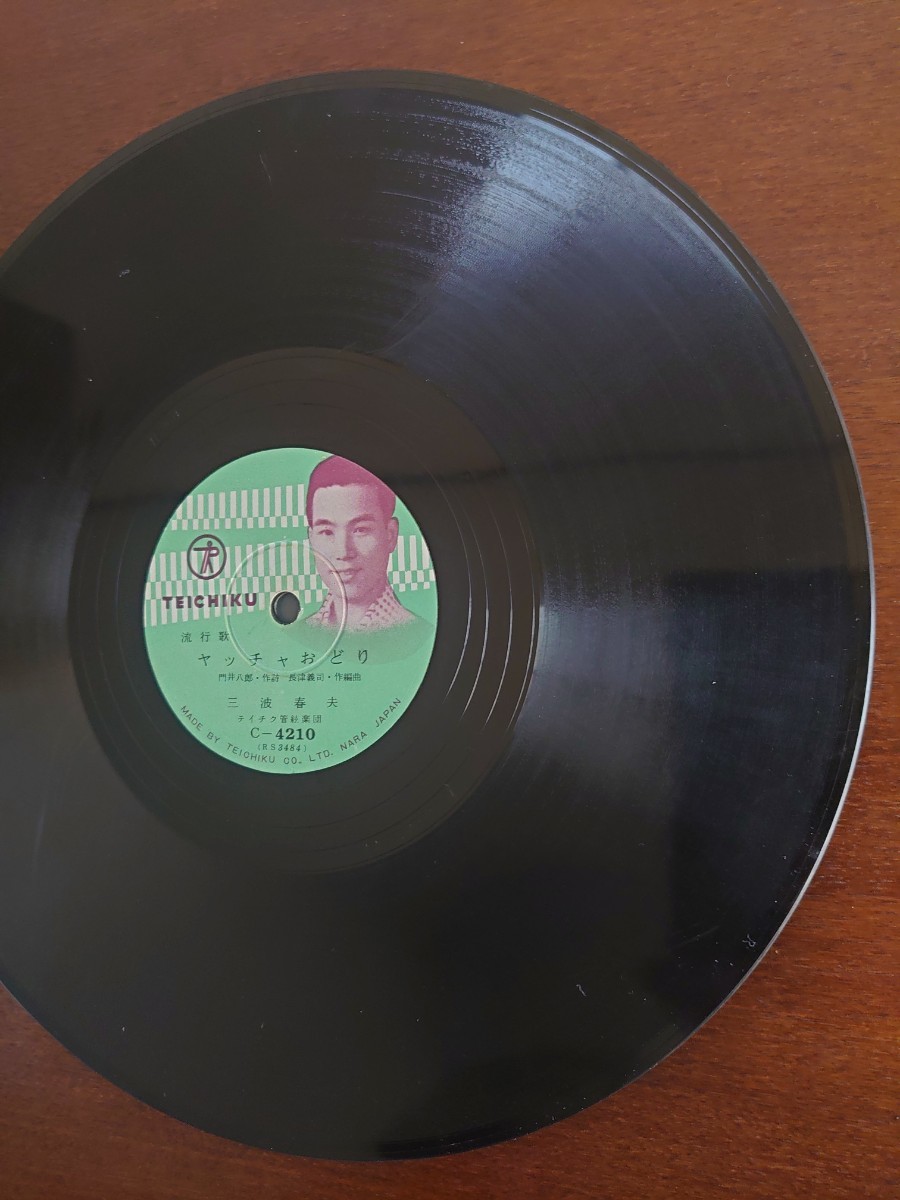 TEICHIKU
流行歌
ヤッチャおどり
門井八郎・作詩 長津義司・作編曲
三波春夫
テイチク管絃楽団
C-4210
(RS3484)
MADE BY TEICHIKU CO. LTD. NARA JAPAN